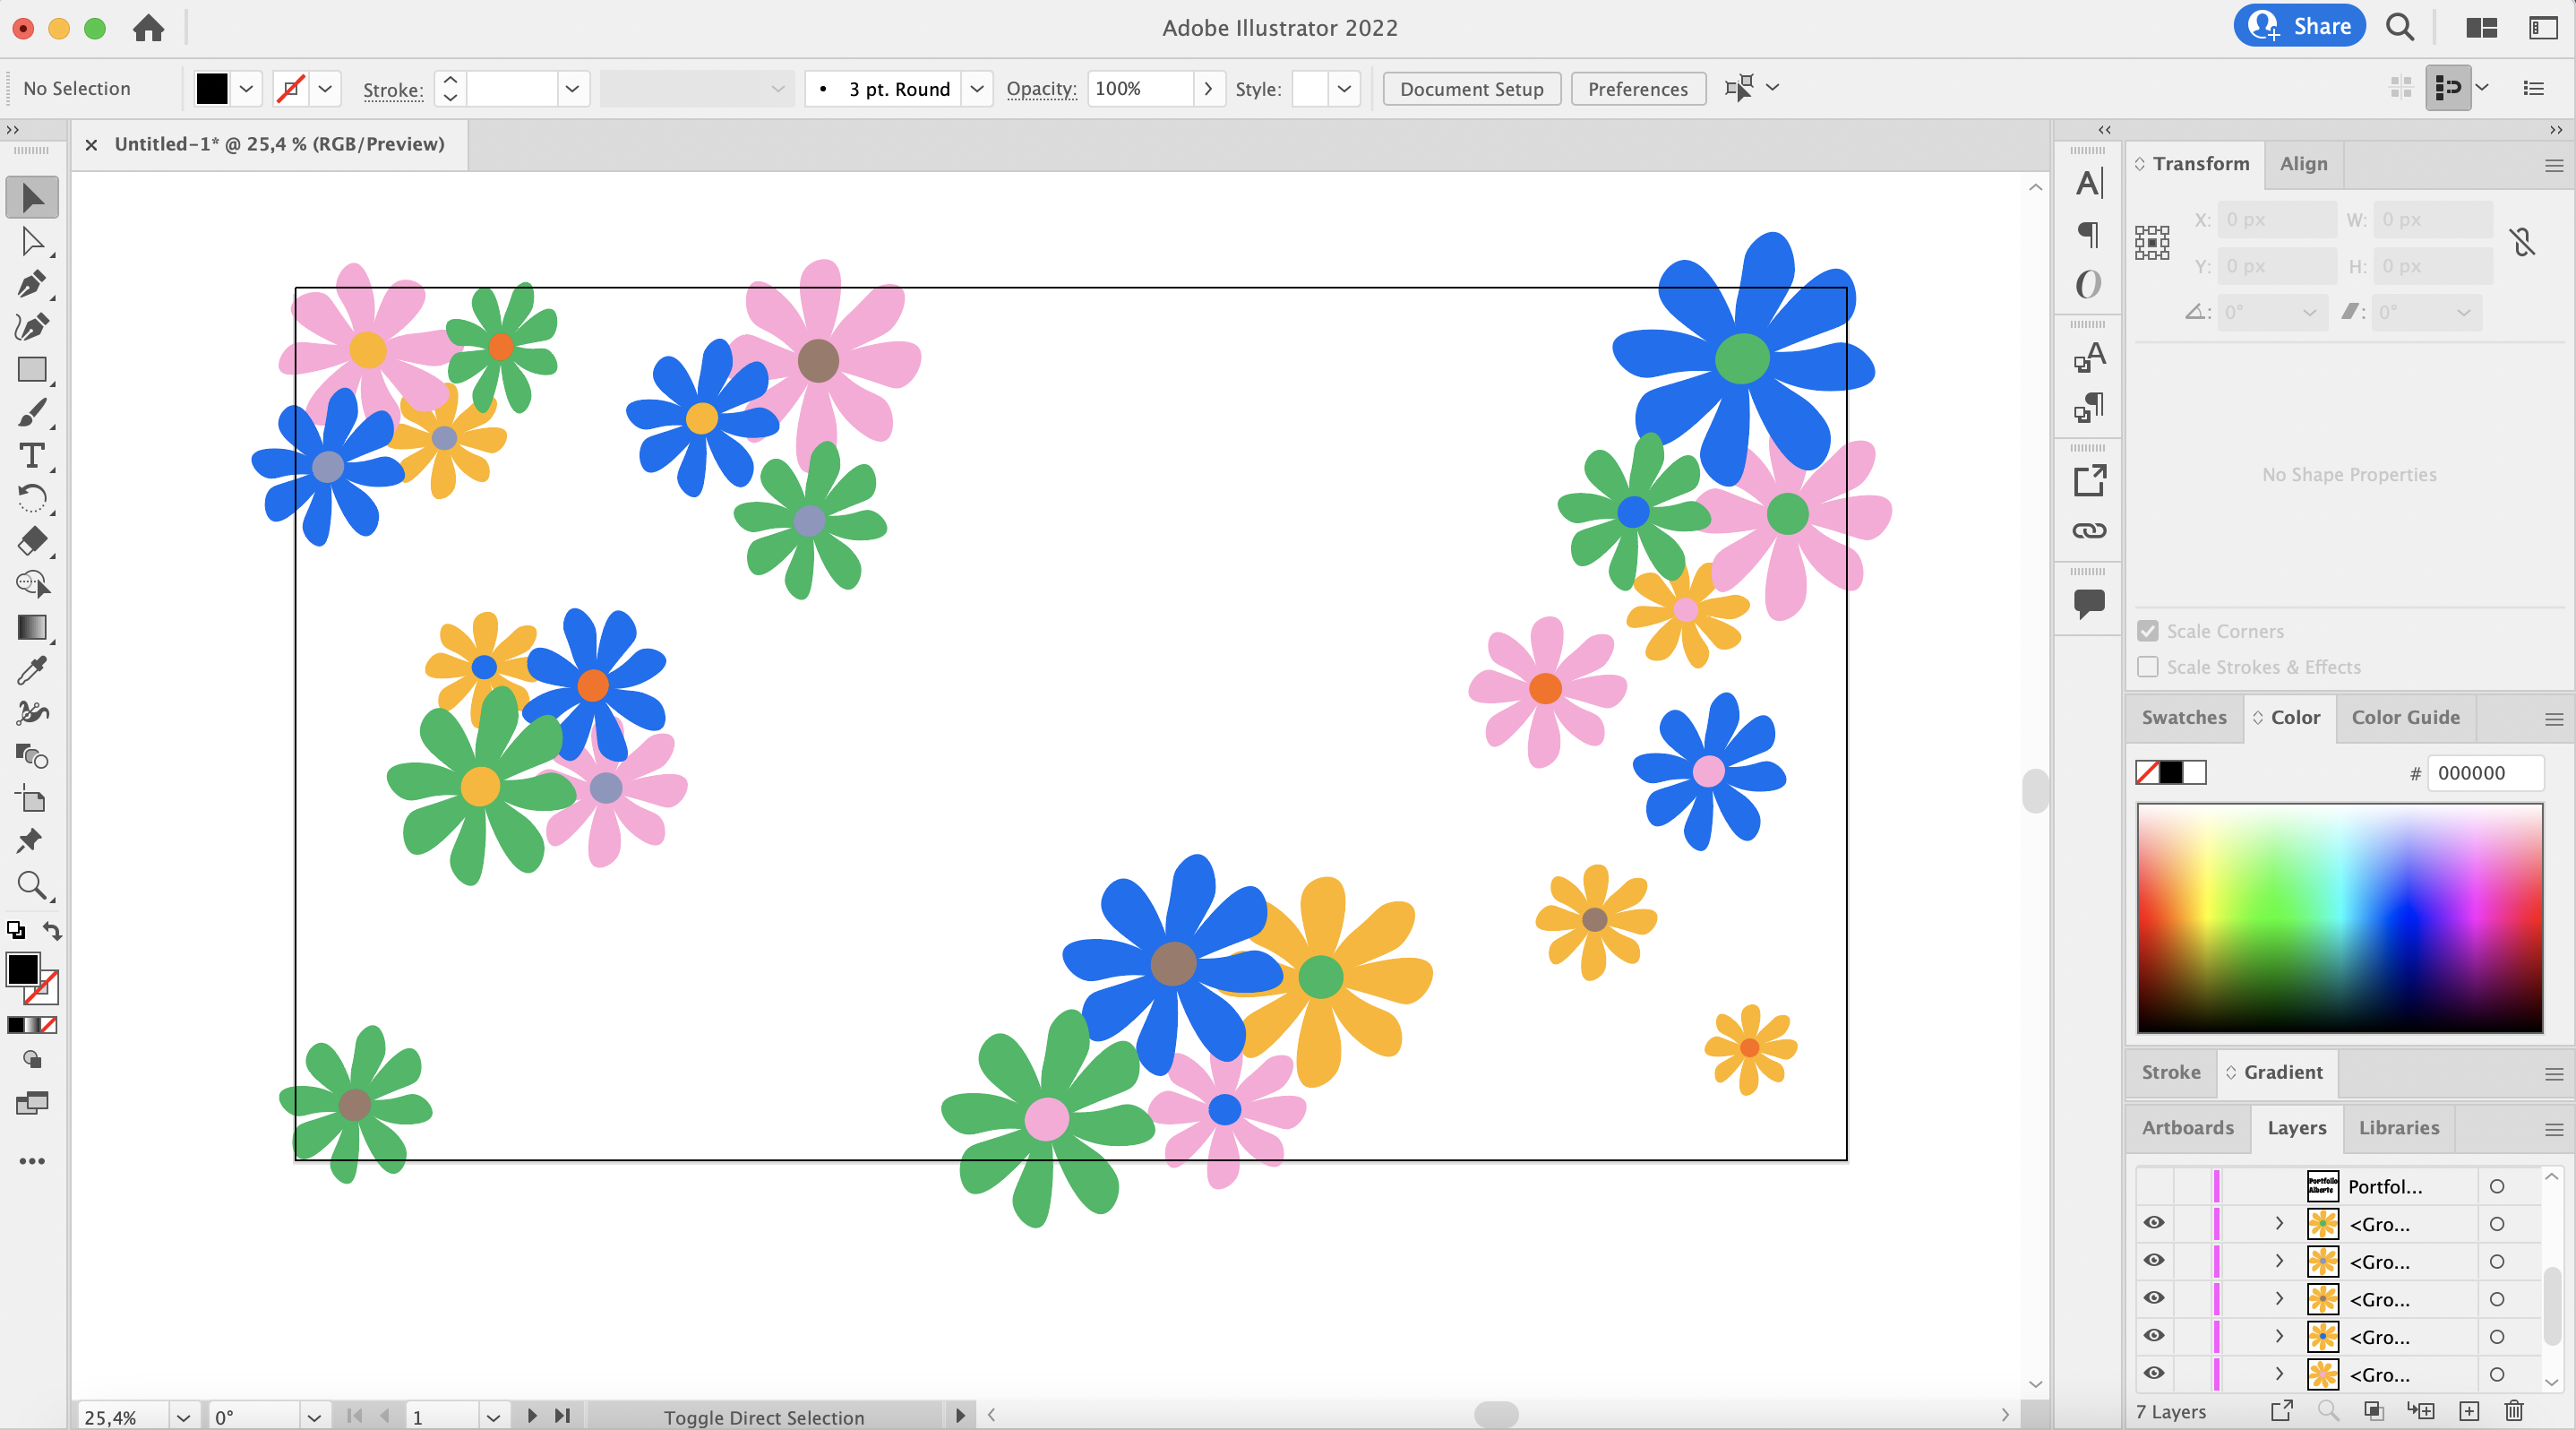 Adobe Illustrator 2022
Share
No Selection
Stroke:
3 pt. Round
Opacity:
100%
Style:
Document Setup
Preferences
Untitled-1* @ 25,4 % (RGB/Preview)
Transform
Align
X: 0 px
W: 0 px
Y: 0 px
H: 0 px
0°
0°
No Shape Properties
Scale Corners
Scale Strokes & Effects
Swatches
Color
Color Guide
# 000000
Stroke
Gradient
Artboards
Layers
Libraries
Portfolio
Alberte
Portfol...
<Gro...
<Gro...
<Gro...
<Gro...
<Gro...
7 Layers
25,4%
0°
1
Toggle Direct Selection